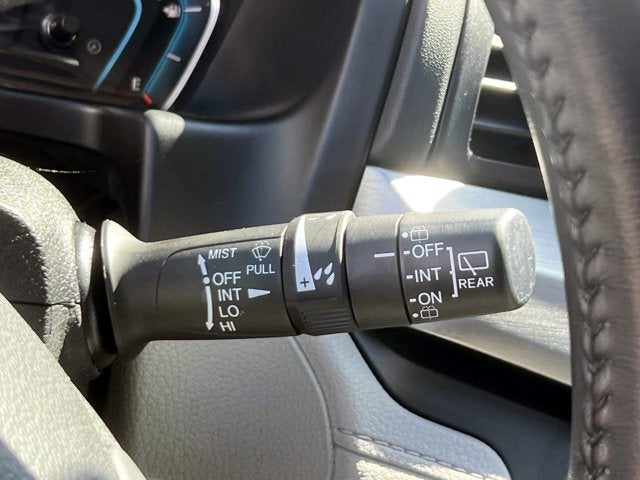 E
MIST
PULL
OFF
INT
LO
HI
+
OFF
INT
ON
REAR